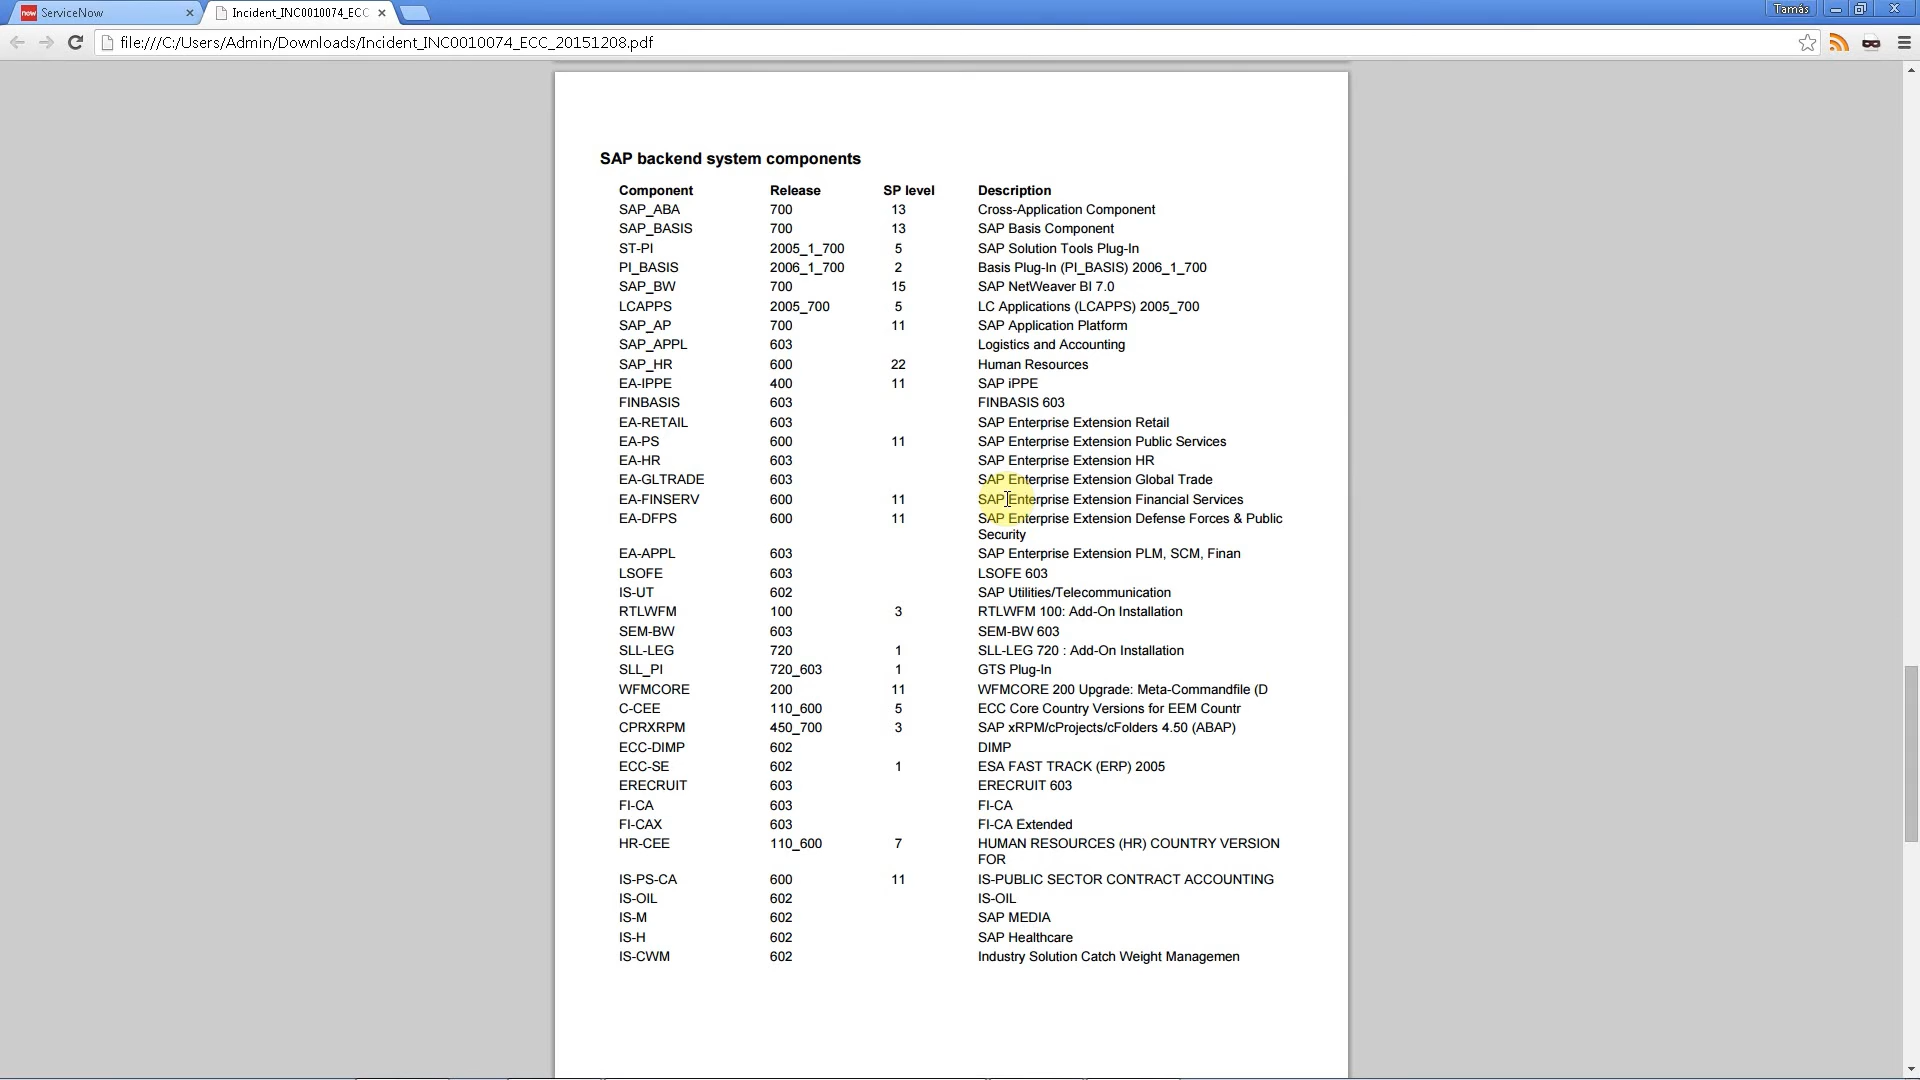 now ServiceNow
Incident_INC0010074_ECC
Tamás
file:///C:/Users/Admin/Downloads/Incident_INC0010074_ECC_20151208.pdf
SAP backend system components
Component Release SP level Description
SAP_ABA 700 13 Cross-Application Component
SAP_BASIS 700 13 SAP Basis Component
ST-PI 2005_1_700 5 SAP Solution Tools Plug-In
PI_BASIS 2006_1_700 2 Basis Plug-In (PI_BASIS) 2006_1_700
SAP_BW 700 15 SAP NetWeaver BI 7.0
LCAPPS 2005_700 5 LC Applications (LCAPPS) 2005_700
SAP_AP 700 11 SAP Application Platform
SAP_APPL 603 Logistics and Accounting
SAP_HR 600 22 Human Resources
EA-IPPE 400 11 SAP iPPE
FINBASIS 603 FINBASIS 603
EA-RETAIL 603 SAP Enterprise Extension Retail
EA-PS 600 11 SAP Enterprise Extension Public Services
EA-HR 603 SAP Enterprise Extension HR
EA-GLTRADE 603 SAP Enterprise Extension Global Trade
EA-FINSERV 600 11 SAP Enterprise Extension Financial Services
EA-DFPS 600 11 SAP Enterprise Extension Defense Forces & Public
Security
EA-APPL 603 SAP Enterprise Extension PLM, SCM, Finan
LSOFE 603 LSOFE 603
IS-UT 602 SAP Utilities/Telecommunication
RTLWFM 100 3 RTLWFM 100: Add-On Installation
SEM-BW 603 SEM-BW 603
SLL-LEG 720 1 SLL-LEG 720 : Add-On Installation
SLL_PI 720_603 1 GTS Plug-In
WFMCORE 200 11 WFMCORE 200 Upgrade: Meta-Commandfile (D
C-CEE 110_600 5 ECC Core Country Versions for EEM Countr
CPRXRPM 450_700 3 SAP xRPM/cProjects/cFolders 4.50 (ABAP)
ECC-DIMP 602 DIMP
ECC-SE 602 1 ESA FAST TRACK (ERP) 2005
ERECRUIT 603 ERECRUIT 603
FI-CA 603 FI-CA
FI-CAX 603 FI-CA Extended
HR-CEE 110_600 7 HUMAN RESOURCES (HR) COUNTRY VERSION
FOR
IS-PS-CA 600 11 IS-PUBLIC SECTOR CONTRACT ACCOUNTING
IS-OIL 602 IS-OIL
IS-M 602 SAP MEDIA
IS-H 602 SAP Healthcare
IS-CWM 602 Industry Solution Catch Weight Managemen